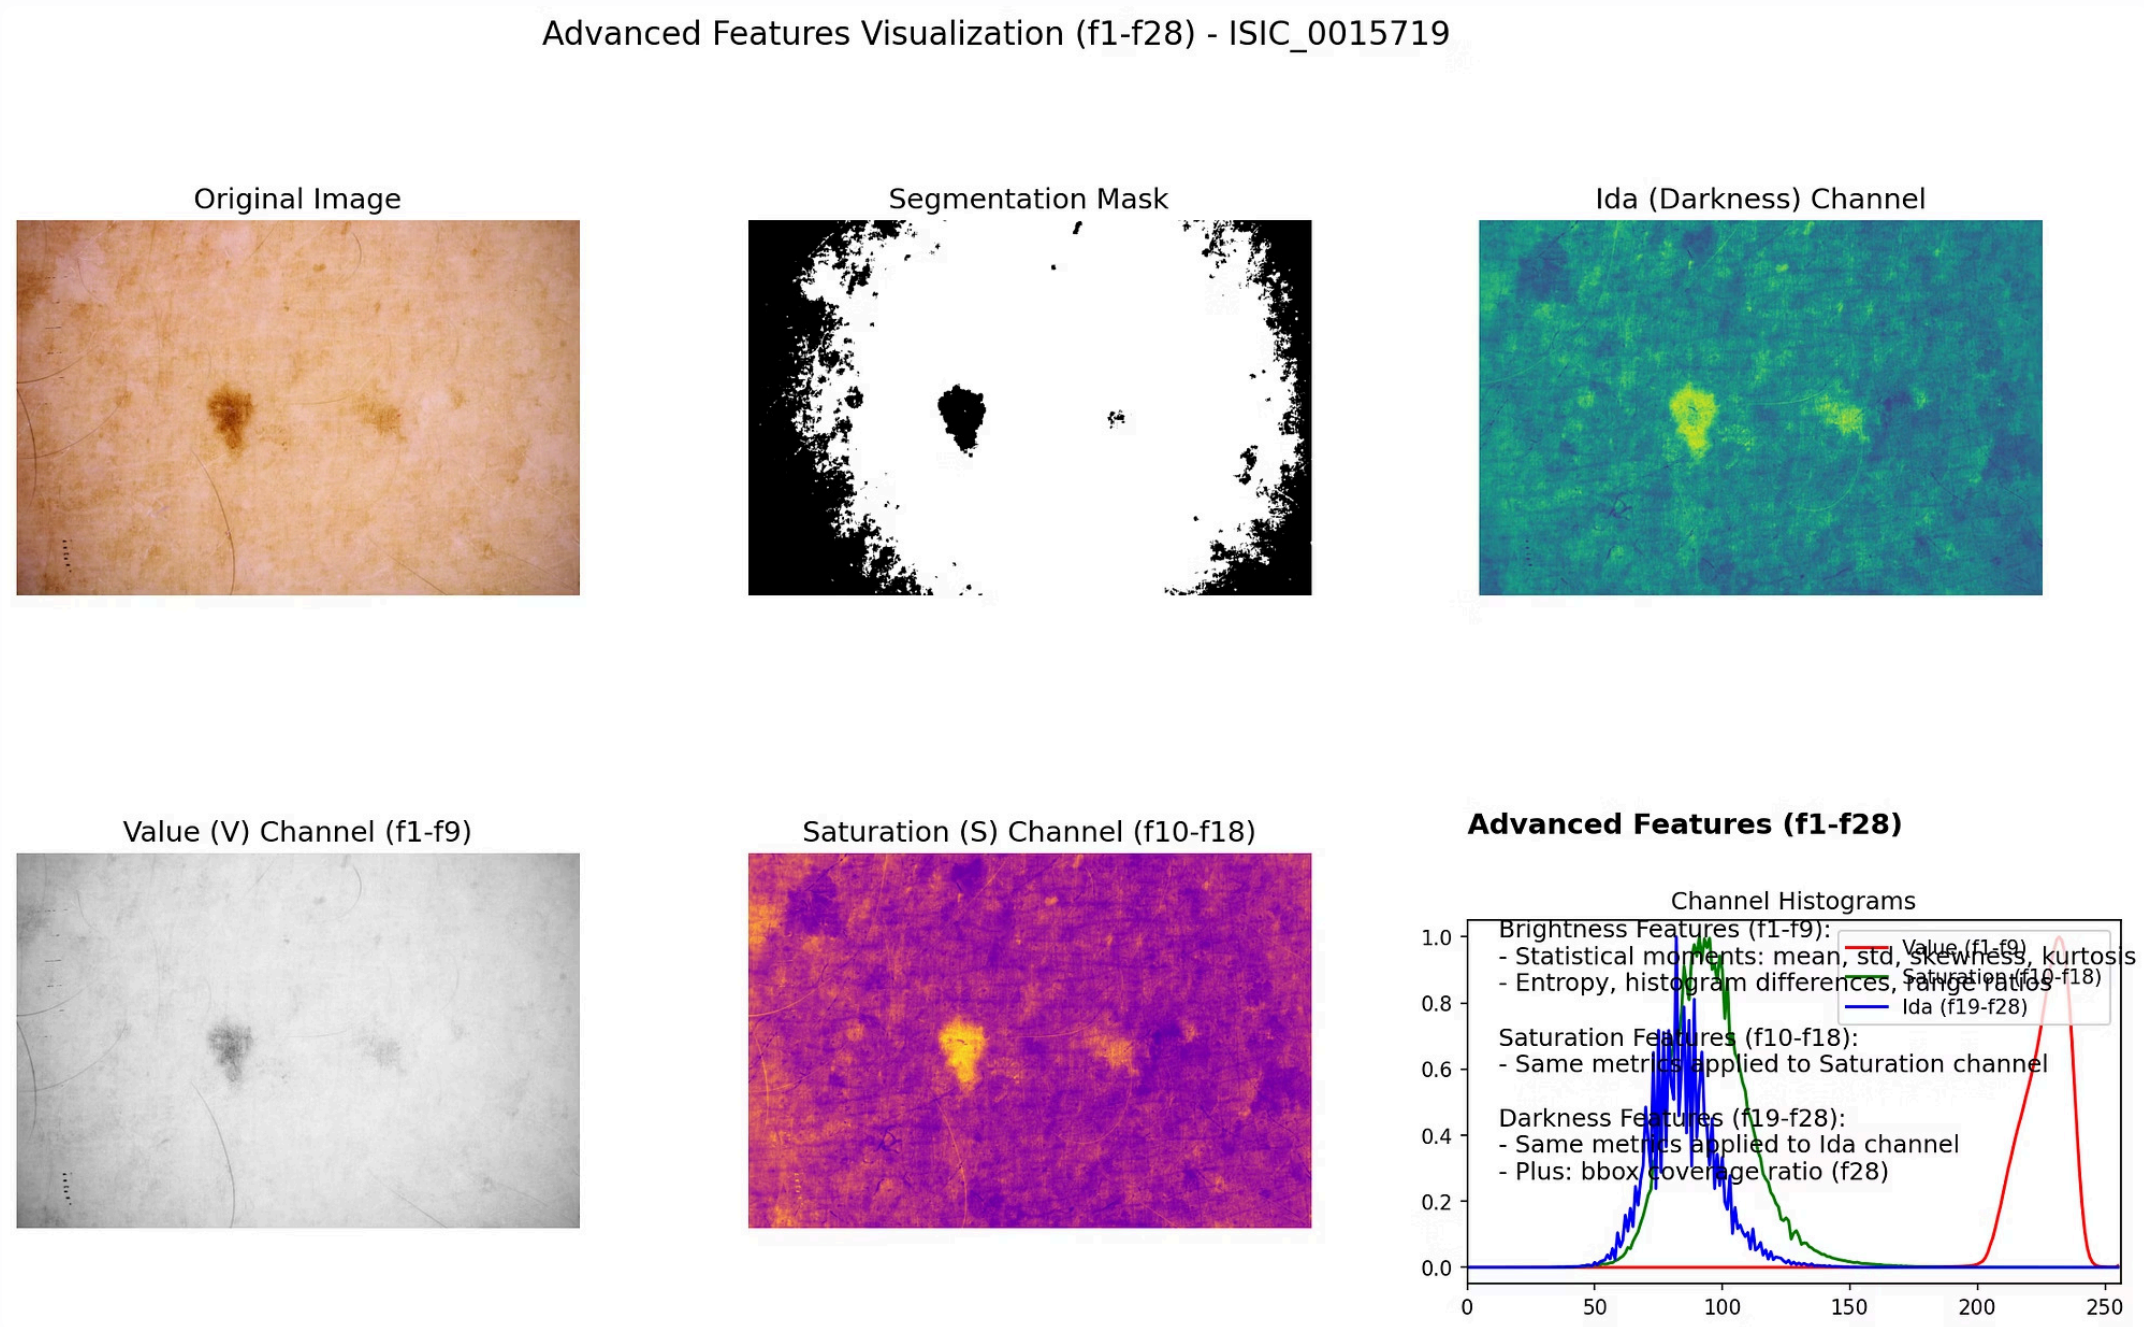 Advanced Features Visualization (f1-f28) - ISIC_0015719
Original Image
Segmentation Mask
Ida (Darkness) Channel
Value (V) Channel (f1-f9)
Saturation (S) Channel (f10-f18)
Advanced Features (f1-f28)
Channel Histograms
Brightness Features (f1-f9):
- Statistical moments: mean, std, skewness, kurtosis
- Entropy, histogram differences, range ratios
Saturation Features (f10-f18):
- Same metrics applied to Saturation channel
Darkness Features (f19-f28):
- Same metrics applied to Ida channel
- Plus: bbox coverage ratio (f28)
Value (f1-f9)
Saturation (f10-f18)
Ida (f19-f28)
1.0
0.8
0.6
0.4
0.2
0.0
0 50 100 150 200 250